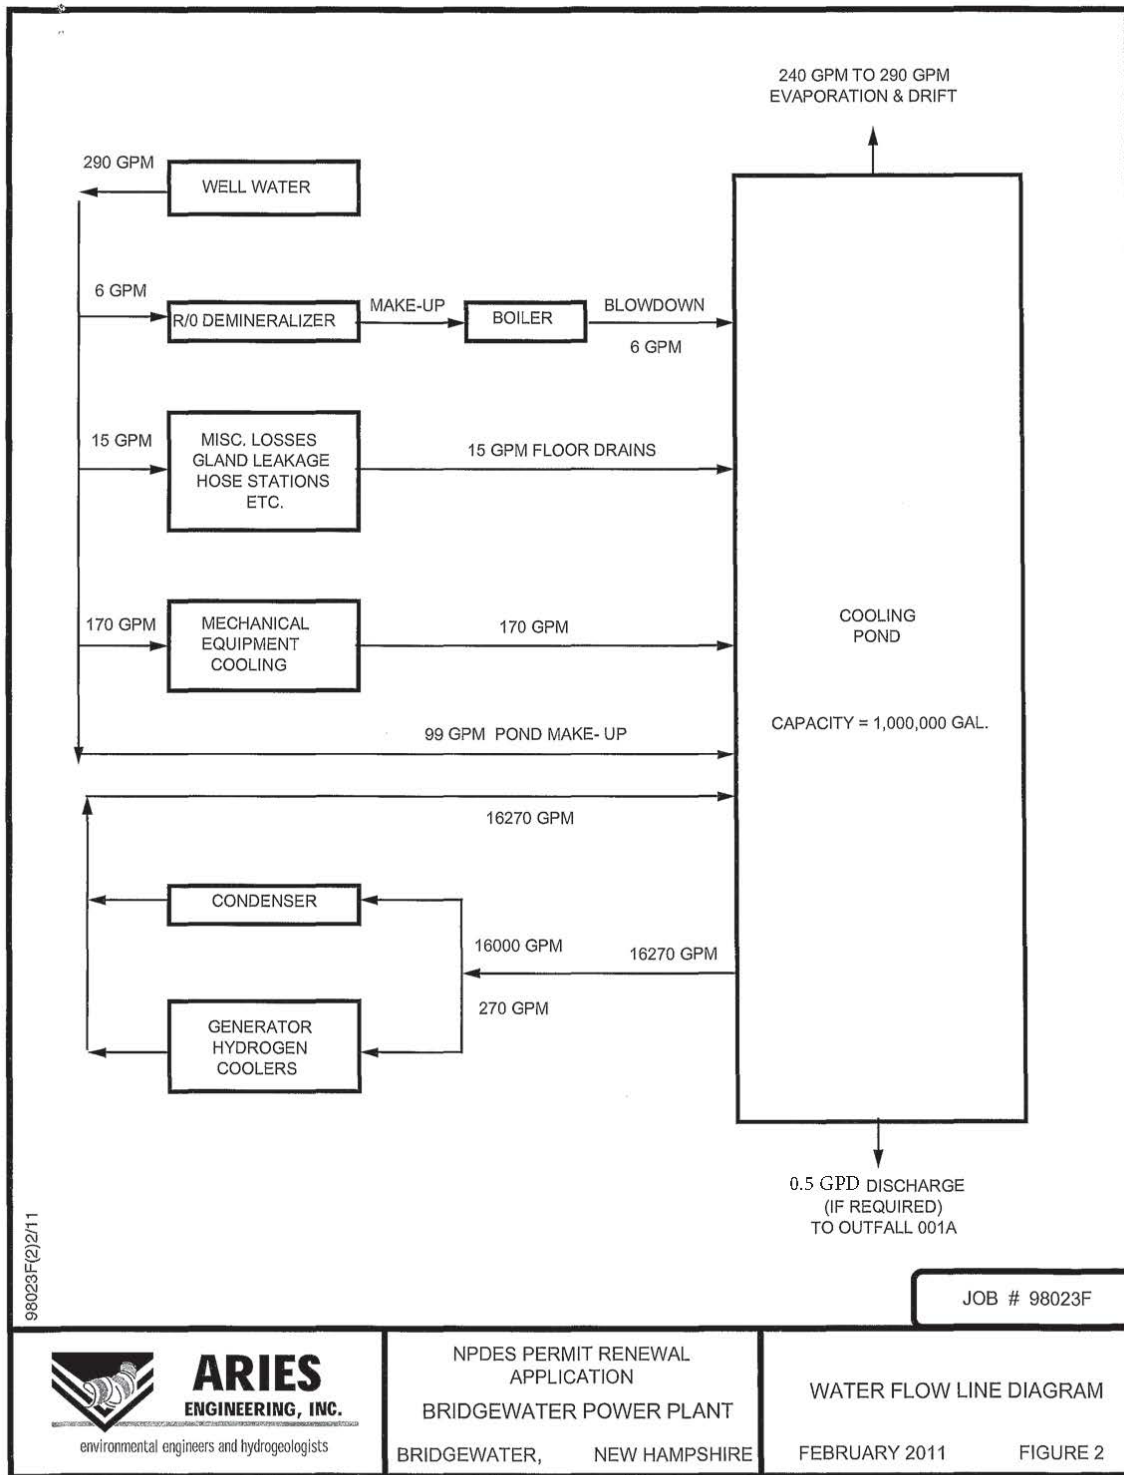 240 GPM TO 290 GPM
EVAPORATION & DRIFT
290 GPM
WELL WATER
6 GPM
R/0 DEMINERALIZER
MAKE-UP
BOILER
BLOWDOWN
6 GPM
15 GPM
MISC. LOSSES
GLAND LEAKAGE
HOSE STATIONS
ETC.
15 GPM FLOOR DRAINS
170 GPM
MECHANICAL
EQUIPMENT
COOLING
170 GPM
COOLING
POND
CAPACITY = 1,000,000 GAL.
99 GPM POND MAKE- UP
16270 GPM
CONDENSER
16000 GPM
16270 GPM
270 GPM
GENERATOR
HYDROGEN
COOLERS
0.5 GPD DISCHARGE
(IF REQUIRED)
TO OUTFALL 001A
98023F(2)2/11
JOB # 98023F
ARIES
ENGINEERING, INC.
environmental engineers and hydrogeologists
NPDES PERMIT RENEWAL
APPLICATION
BRIDGEWATER POWER PLANT
BRIDGEWATER, NEW HAMPSHIRE
WATER FLOW LINE DIAGRAM
FEBRUARY 2011 FIGURE 2